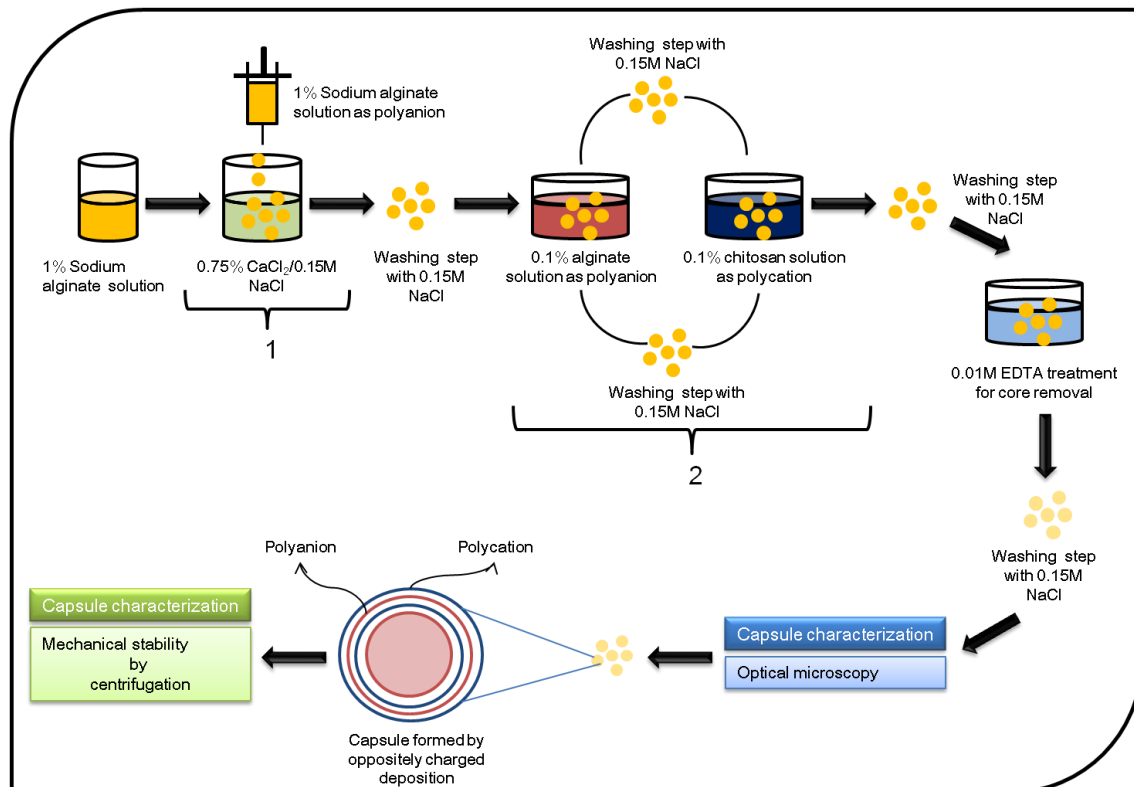 Washing step with
0.15M NaCl
1% Sodium alginate
solution as polyanion
1% Sodium
alginate solution
0.75% CaCl₂/0.15M
NaCl
1
Washing step
with 0.15M
NaCl
0.1% alginate
solution as polyanion
0.1% chitosan solution
as polycation
Washing step with
0.15M NaCl
2
Washing step
with 0.15M
NaCl
0.01M EDTA treatment
for core removal
Washing step
with 0.15M
NaCl
Capsule characterization
Optical microscopy
Polyanion
Polycation
Capsule formed by
oppositely charged
deposition
Capsule characterization
Mechanical stability
by
centrifugation